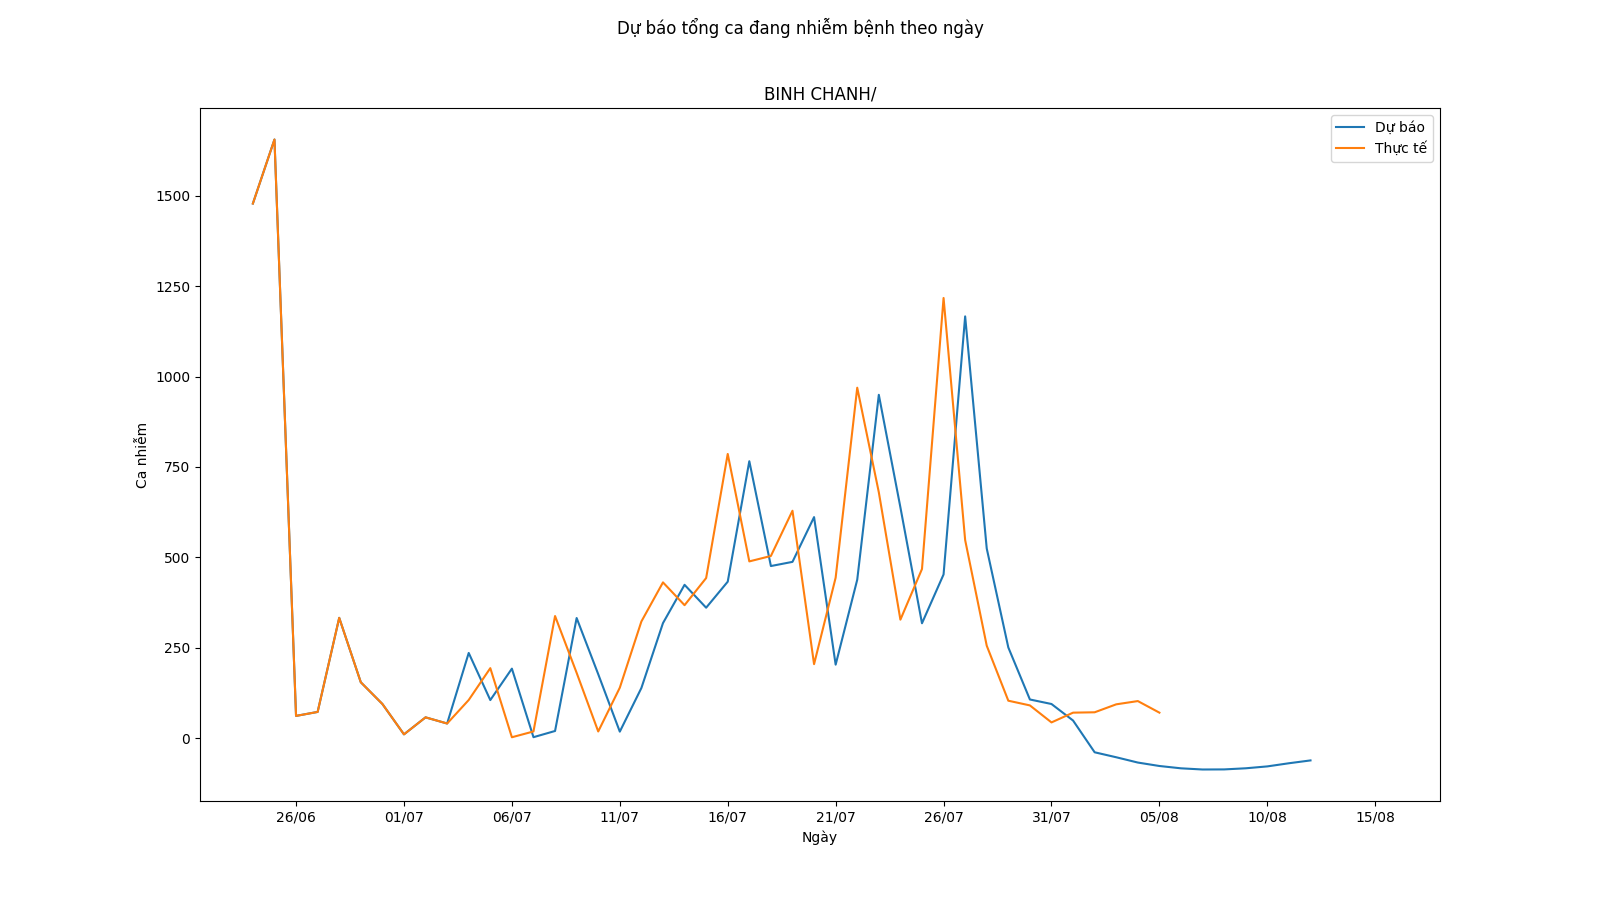 Dự báo tổng ca đang nhiễm bệnh theo ngày
BINH CHANH/
Dự báo
Thực tế
Ca nhiễm
1500
1250
1000
750
500
250
0
26/06 01/07 06/07 11/07 16/07 21/07 26/07 31/07 05/08 10/08 15/08
Ngày